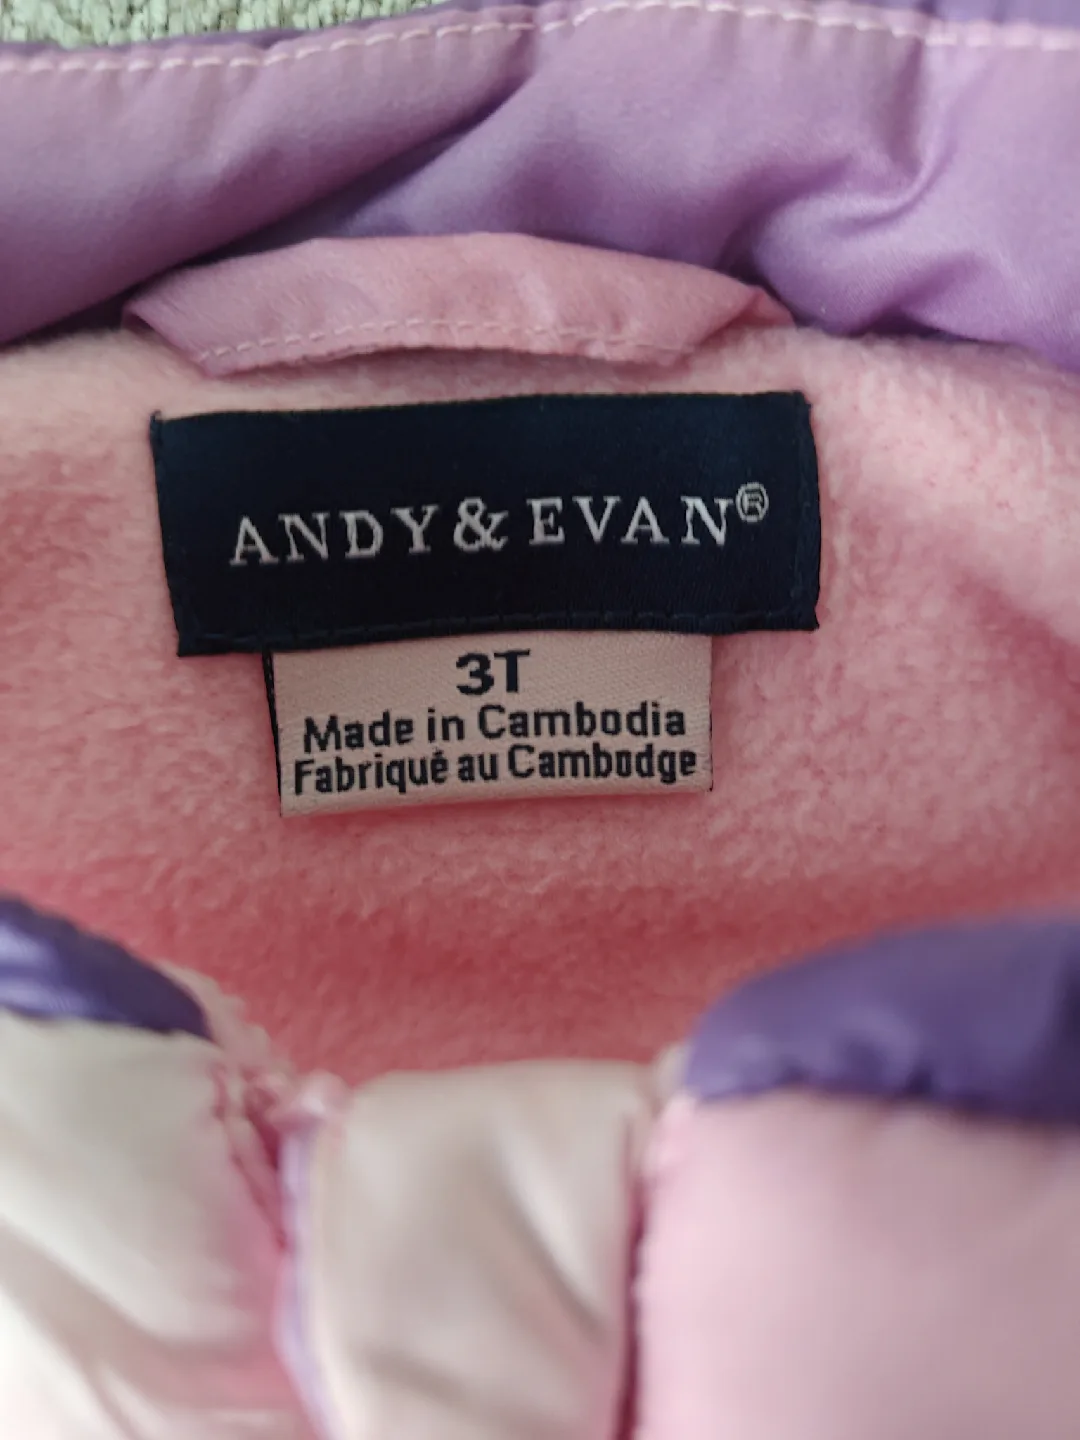 ANDY & EVAN®
3T
Made in Cambodia
Fabriqué au Cambodge